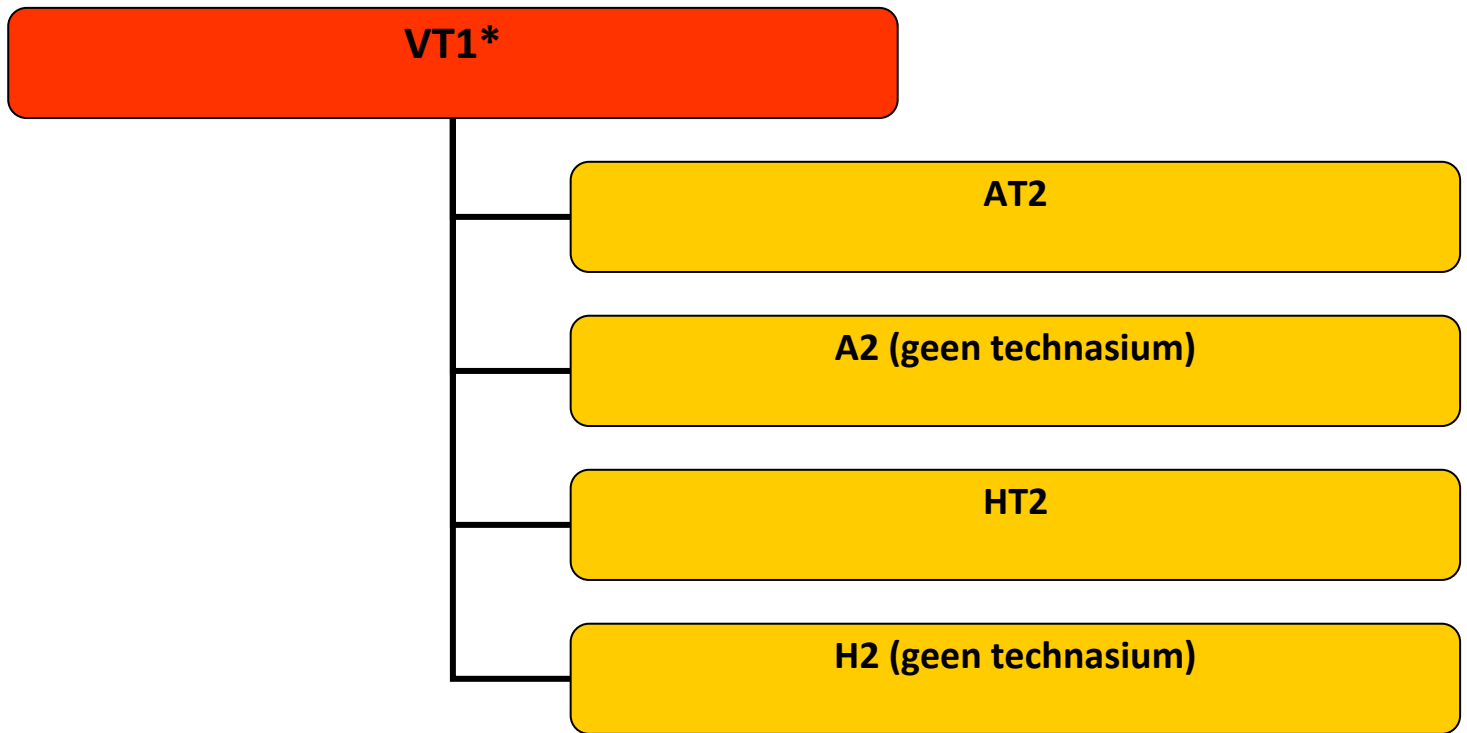 VT1*
AT2
A2 (geen technasium)
HT2
H2 (geen technasium)